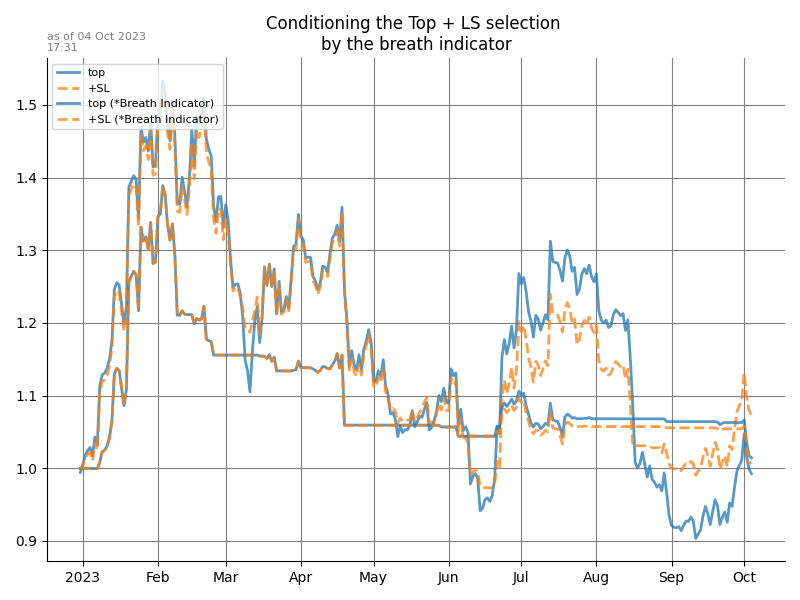 Conditioning the Top + LS selection
by the breath indicator
as of 04 Oct 2023
17:31
top
+SL
top (*Breath Indicator)
+SL (*Breath Indicator)
1.5
1.4
1.3
1.2
1.1
1.0
0.9
2023 Feb Mar Apr May Jun Jul Aug Sep Oct